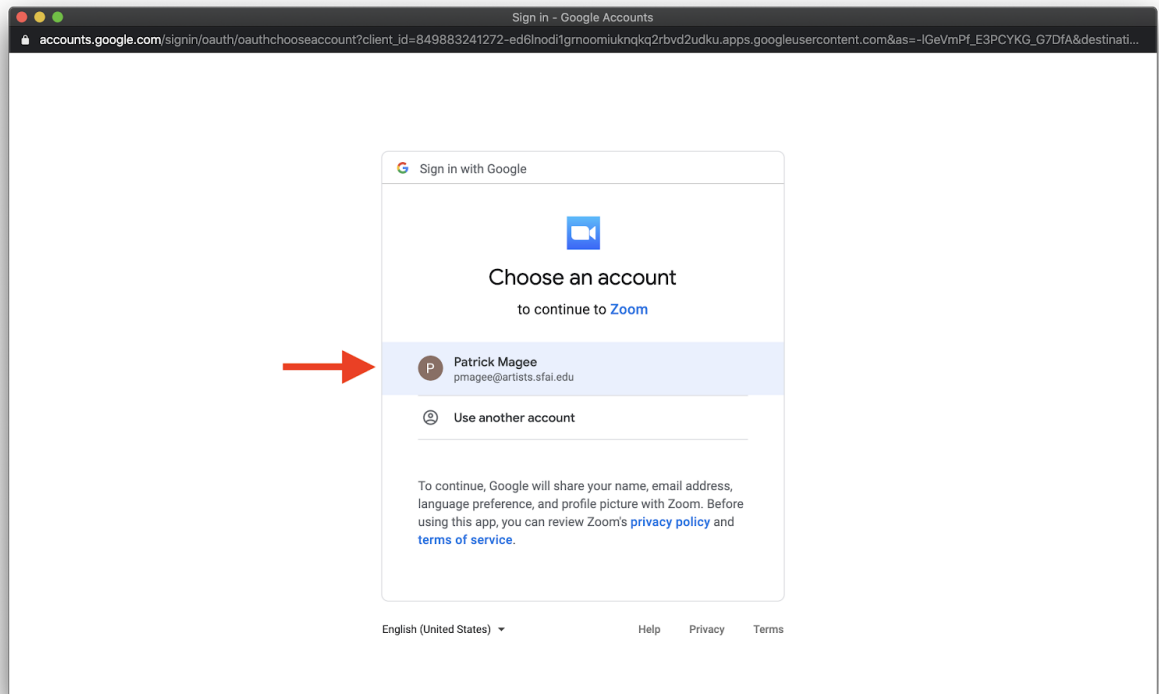 Sign in - Google Accounts
accounts.google.com/signin/oauth/oauthchooseaccount?client_id=849883241272-ed6lnodi1grnoomiuknqkq2rbvd2udku.apps.googleusercontent.com&as=-IGeVmPf_E3PCYKG_G7DfA&destinati...
G Sign in with Google
Choose an account
to continue to Zoom
P
Patrick Magee
pmagee@artists.sfai.edu
Use another account
To continue, Google will share your name, email address,
language preference, and profile picture with Zoom. Before
using this app, you can review Zoom's privacy policy and
terms of service.
English (United States) Help Privacy Terms